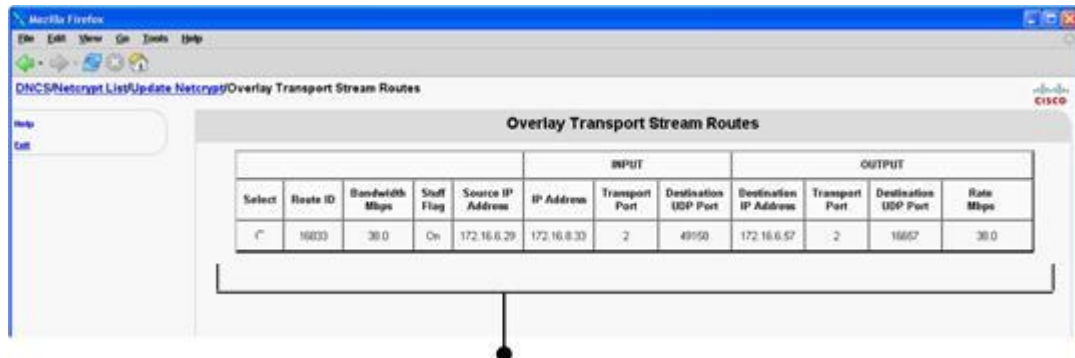 Mozilla Firefox
File Edit View Go Tools Help
DNCS/Netcrypt List/Update Netcrypt/Overlay Transport Stream Routes
CISCO
Help
Exit
Overlay Transport Stream Routes
INPUT OUTPUT
Select Route ID Bandwidth Mbps Stuff Flag Source IP Address IP Address Transport Port Destination UDP Port Destination IP Address Transport Port Destination UDP Port Rate Mbps
16833 38.0 On 172.16.6.29 172.16.8.33 2 49150 172.16.6.57 2 16657 38.0